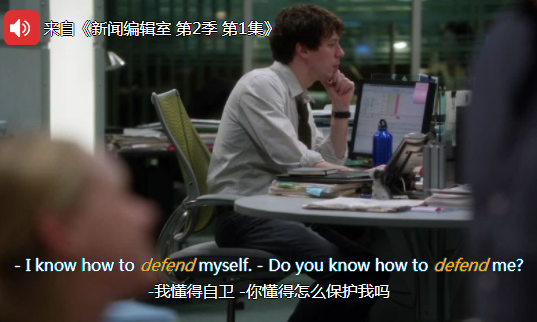 来自《新闻编辑室 第2季 第1集》
- I know how to defend myself. - Do you know how to defend me?
-我懂得自卫 -你懂得怎么保护我吗